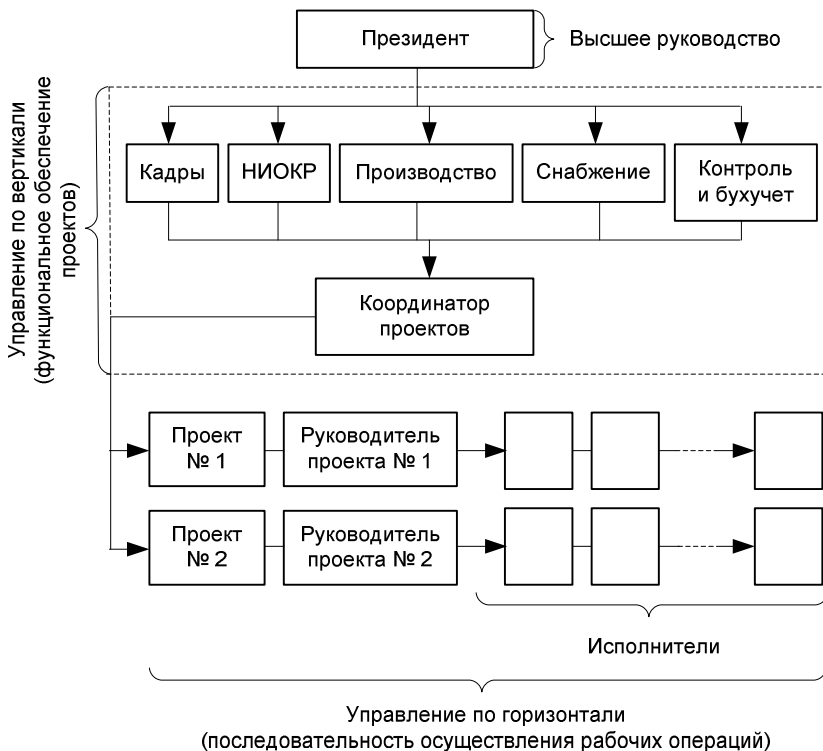 Президент
Высшее руководство
Управление по вертикали
(функциональное обеспечение
проектов)
Кадры
НИОКР
Производство
Снабжение
Контроль
и бухучет
Координатор
проектов
Проект
№ 1
Руководитель
проекта № 1
Проект
№ 2
Руководитель
проекта № 2
Исполнители
Управление по горизонтали
(последовательность осуществления рабочих операций)